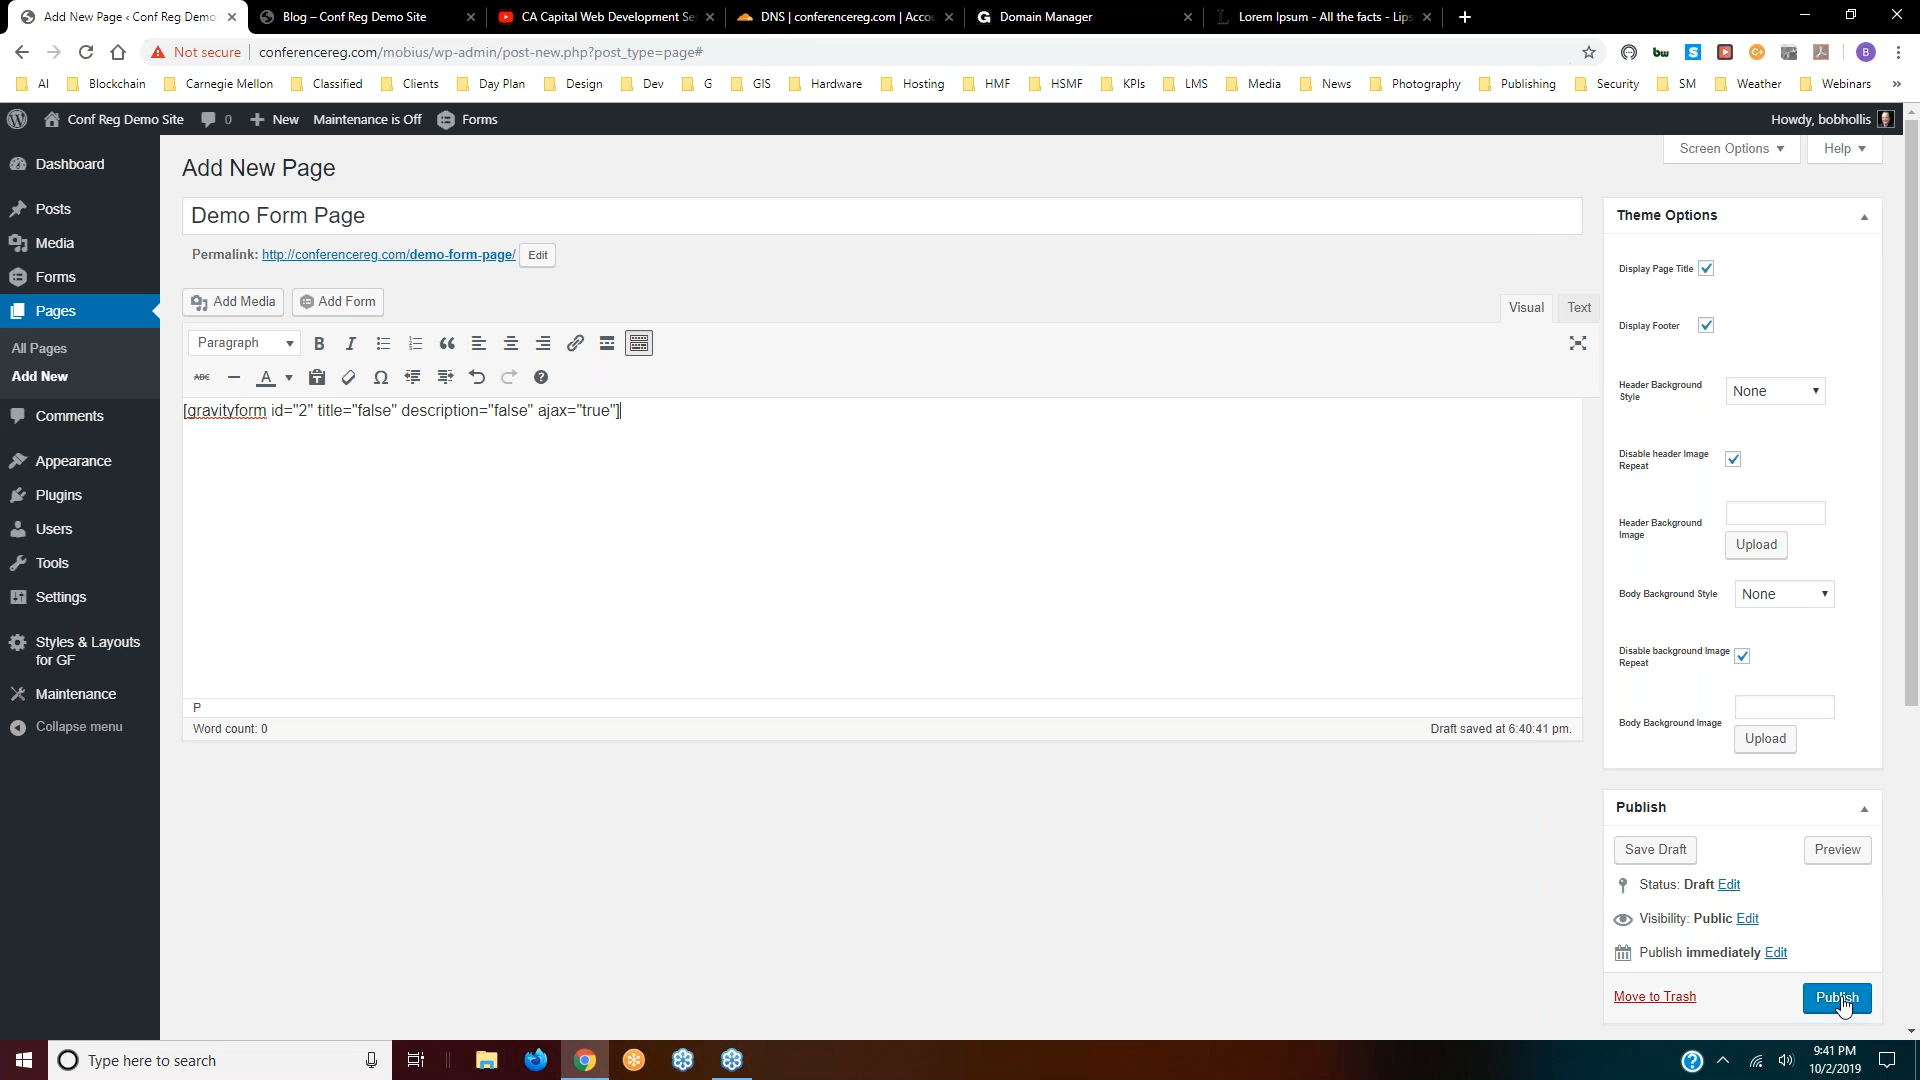 Add New Page ‹ Conf Reg Demo
Blog – Conf Reg Demo Site
CA Capital Web Development Se
DNS | conferencereg.com | Accou
Domain Manager
Lorem Ipsum - All the facts - Lips
Not secure
conferencereg.com/mobius/wp-admin/post-new.php?post_type=page#
AI
Blockchain
Carnegie Mellon
Classified
Clients
Day Plan
Design
Dev
G
GIS
Hardware
Hosting
HMF
HSMF
KPIs
LMS
Media
News
Photography
Publishing
Security
SM
Weather
Webinars
»
Conf Reg Demo Site
0
New
Maintenance is Off
Forms
Howdy, bobhollis
Dashboard
Posts
Media
Forms
Pages
All Pages
Add New
Comments
Appearance
Plugins
Users
Tools
Settings
Styles & Layouts
for GF
Maintenance
Collapse menu
Screen Options
Help
Add New Page
Demo Form Page
Permalink: http://conferencereg.com/demo-form-page/ Edit
Add Media
Add Form
Visual
Text
Paragraph
B
I
ABC
A
Ω
[gravityform id="2" title="false" description="false" ajax="true"]
P
Word count: 0
Draft saved at 6:40:41 pm.
Theme Options
Display Page Title
Display Footer
Header Background
Style
None
Disable header Image
Repeat
Header Background
Image
Upload
Body Background Style
None
Disable background Image
Repeat
Body Background Image
Upload
Publish
Save Draft
Preview
Status: Draft Edit
Visibility: Public Edit
Publish immediately Edit
Move to Trash
Publish
Type here to search
9:41 PM
10/2/2019